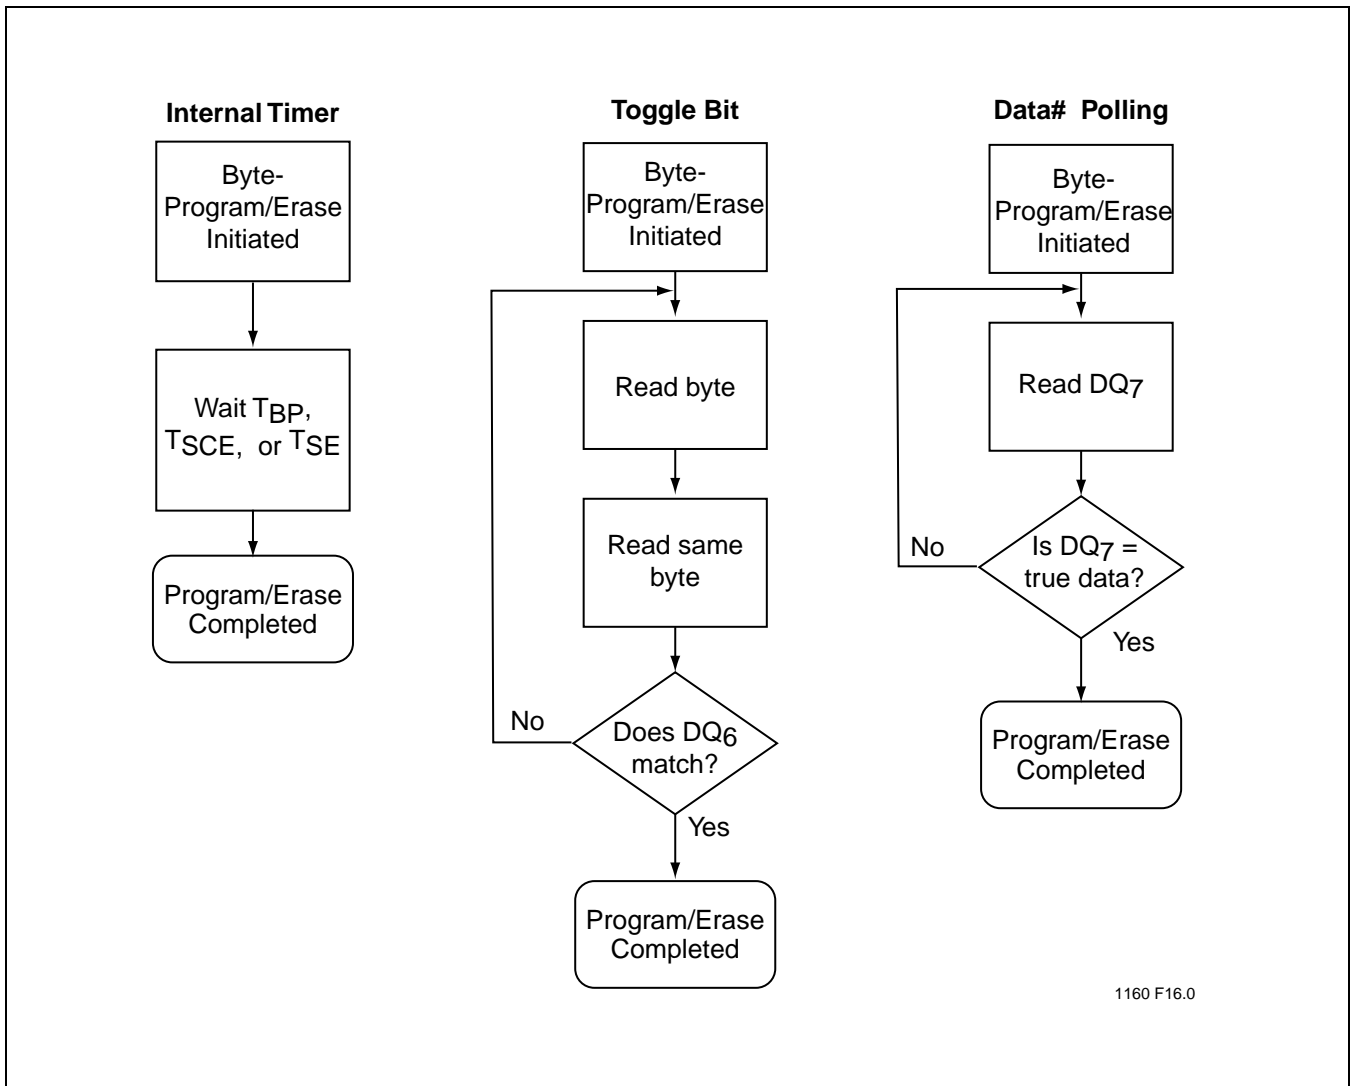 Internal Timer
Byte-
Program/Erase
Initiated
Wait TBP,
TSCE, or TSE
Program/Erase
Completed
Toggle Bit
Byte-
Program/Erase
Initiated
Read byte
Read same
byte
No
Does DQ6
match?
Yes
Program/Erase
Completed
Data# Polling
Byte-
Program/Erase
Initiated
Read DQ7
No
Is DQ7 =
true data?
Yes
Program/Erase
Completed
1160 F16.0